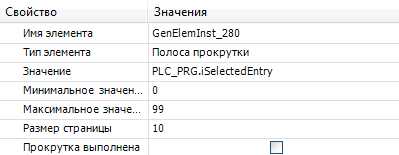 Свойство Значения
Имя элемента GenElemInst_280
Тип элемента Полоса прокрутки
Значение PLC_PRG.iSelectedEntry
Минимальное значен... 0
Максимальное значе... 99
Размер страницы 10
Прокрутка выполнена